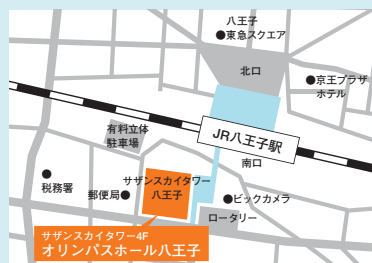 八王子
東急スクエア
北口
京王プラザ
ホテル
JR八王子駅
有料立体
駐車場
南口
税務署
サザンスカイタワー
八王子
郵便局
ビックカメラ
ロータリー
サザンスカイタワー4F
オリンパスホール八王子